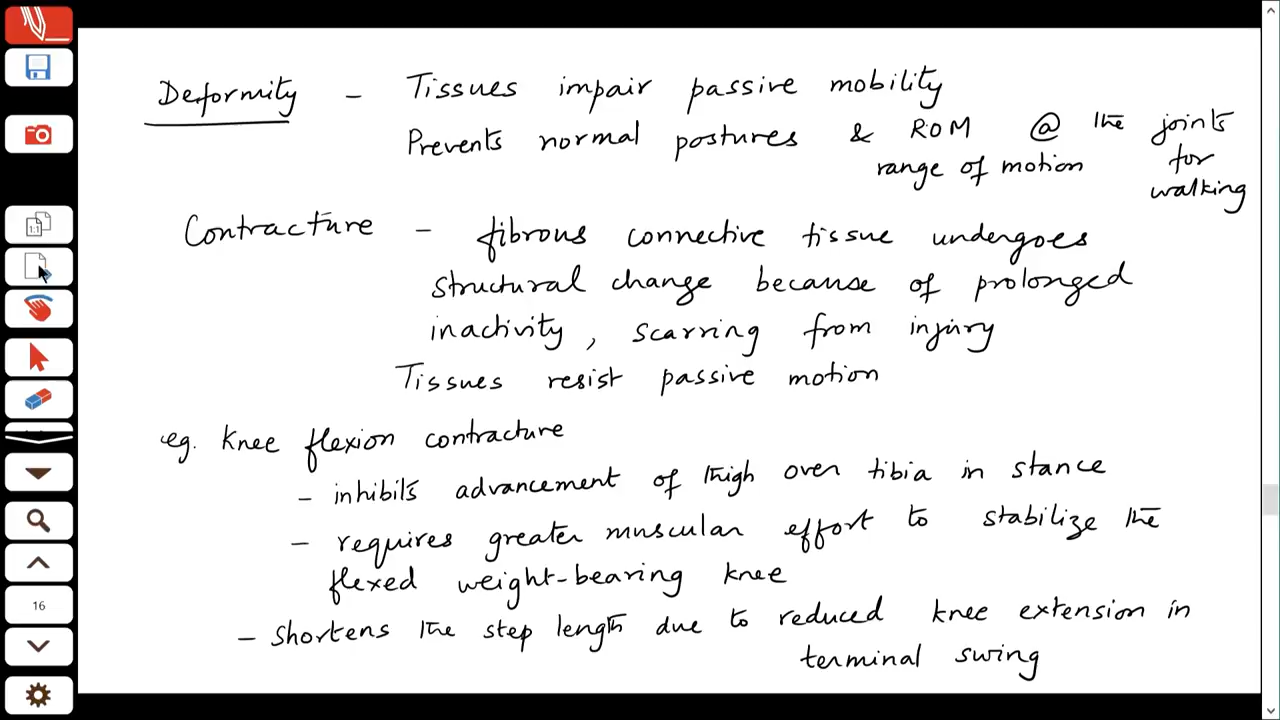 Deformity - Tissues impair passive mobility
Prevents normal postures & ROM @ the joints
range of motion for
walking
Contracture - fibrous connective tissue undergoes
structural change because of prolonged
inactivity, scarring from injury
Tissues resist passive motion
eg. Knee flexion contracture
- inhibits advancement of thigh over tibia in stance
- requires greater muscular effort to stabilize the
flexed weight-bearing knee
- shortens the step length due to reduced knee extension in
terminal swing
1:1
16